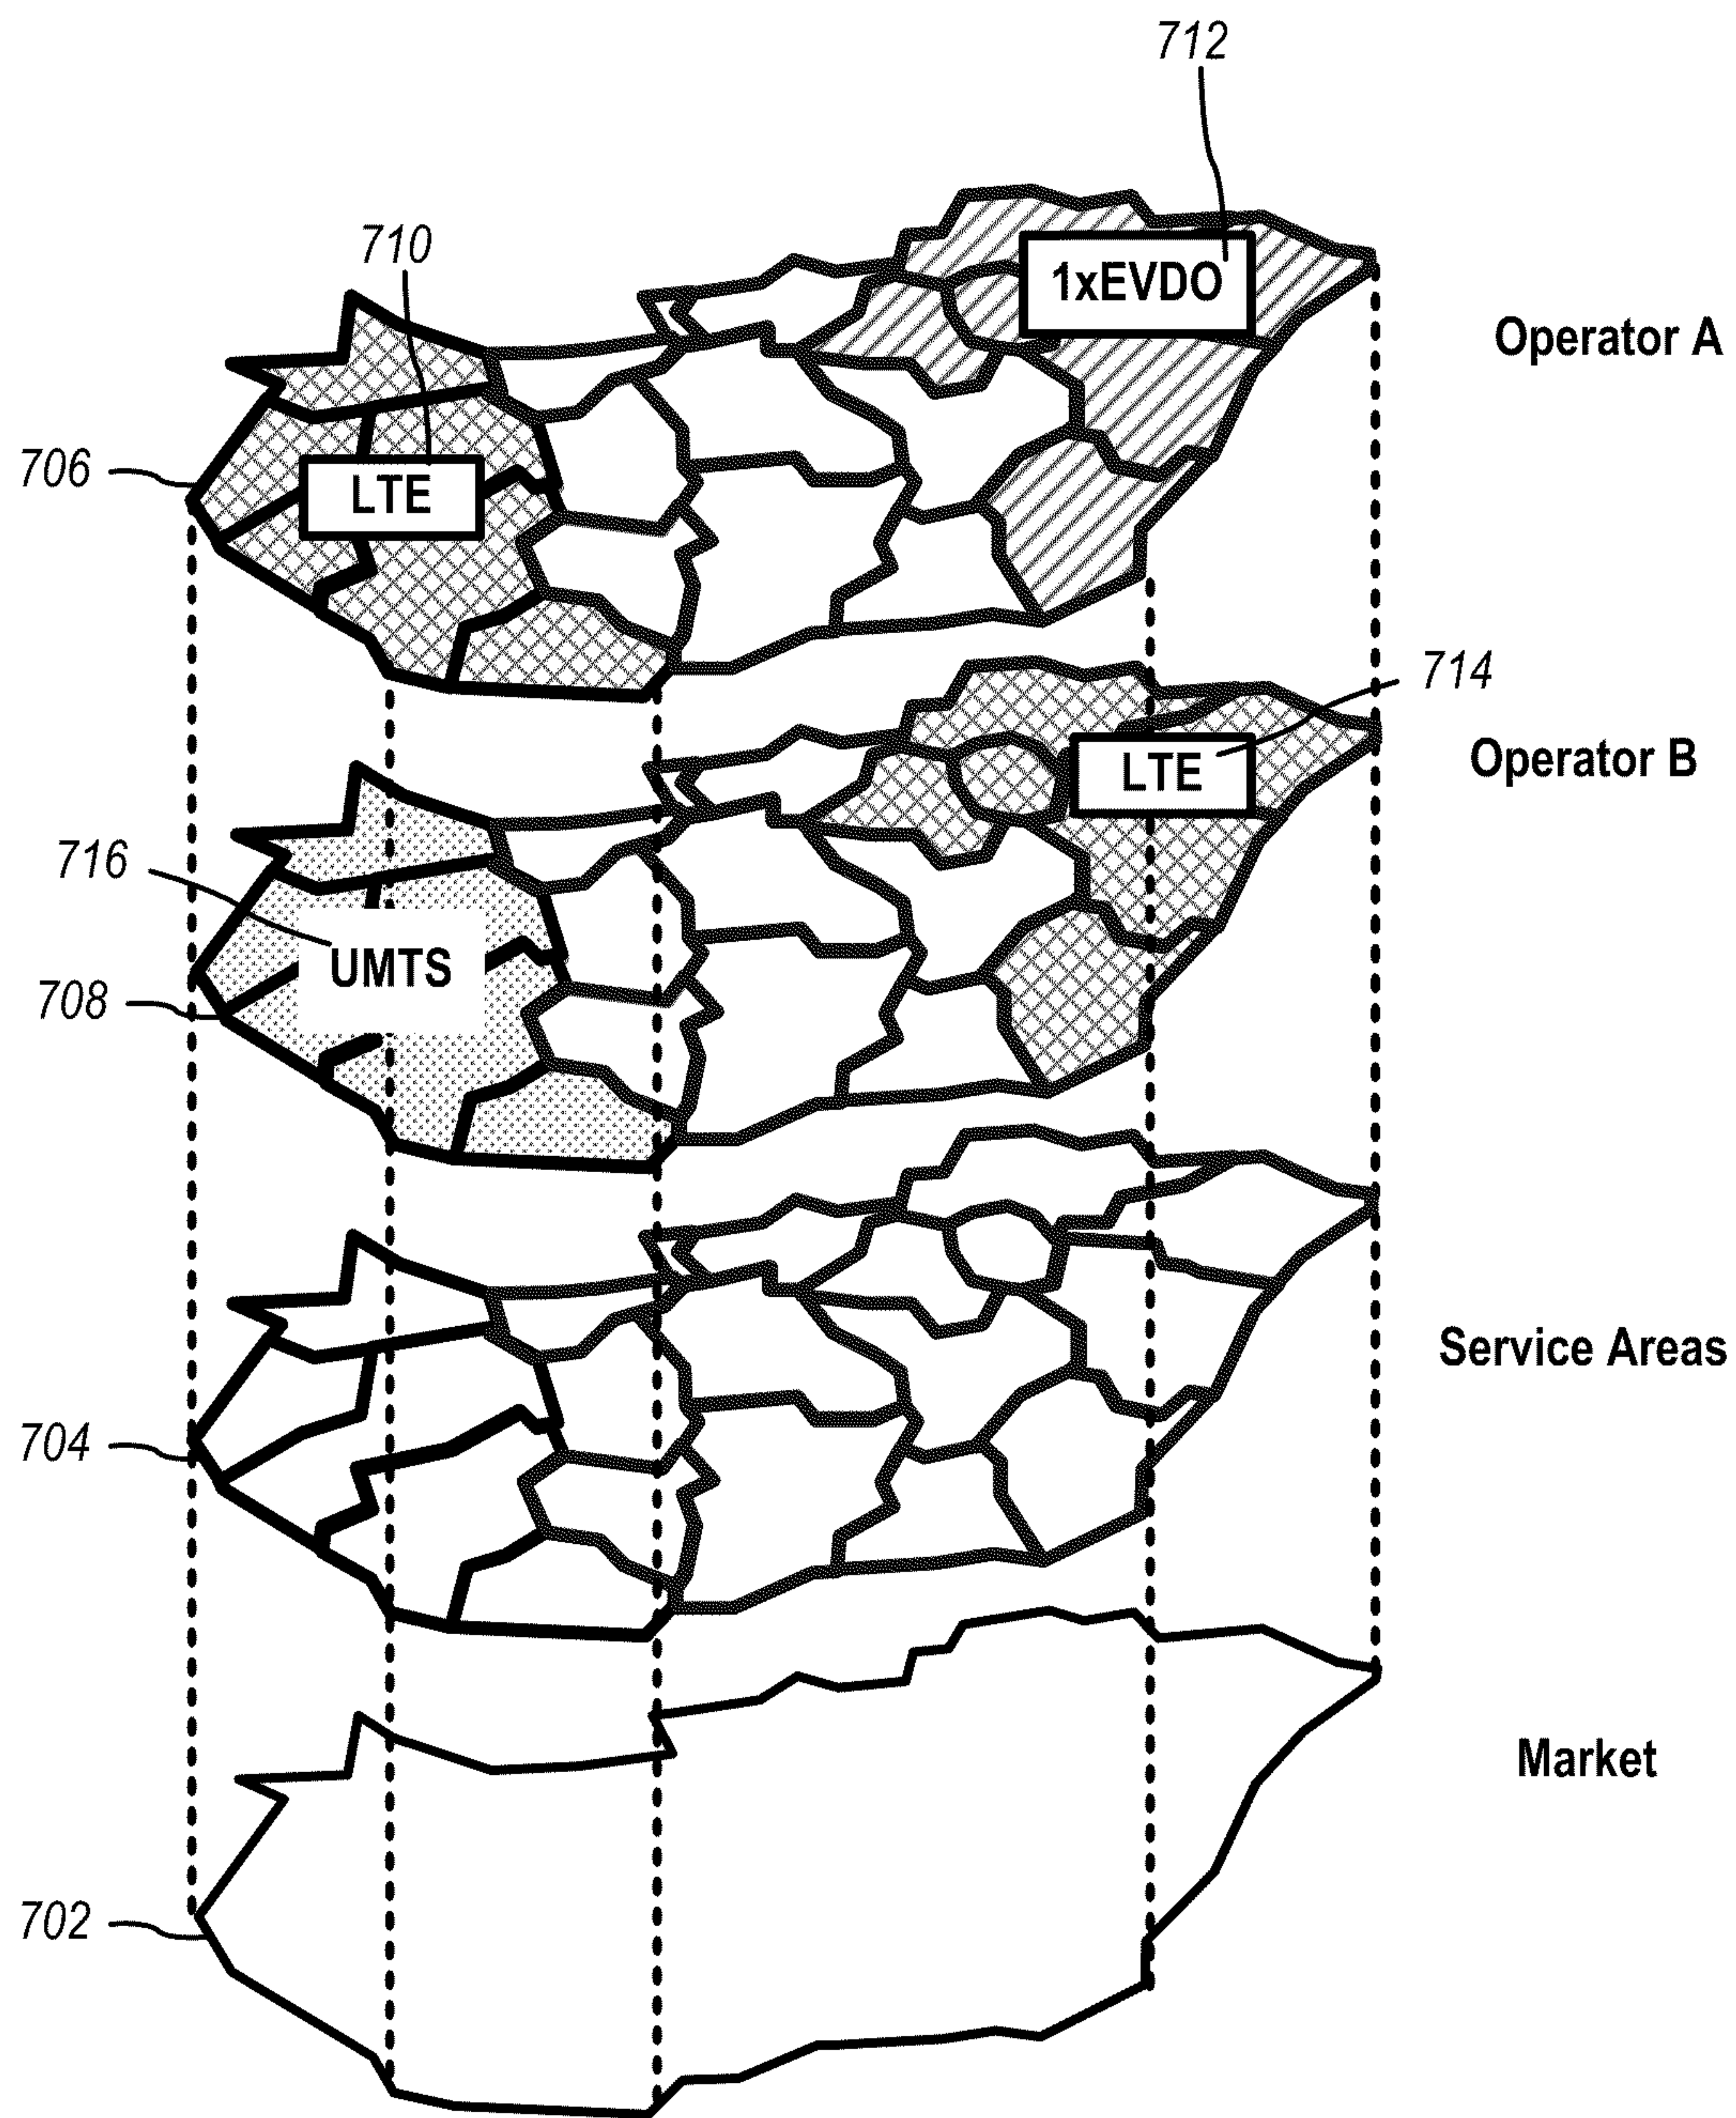 712
710
1xEVDO
Operator A
706
LTE
714
Operator B
LTE
716
UMTS
708
Service Areas
704
Market
702